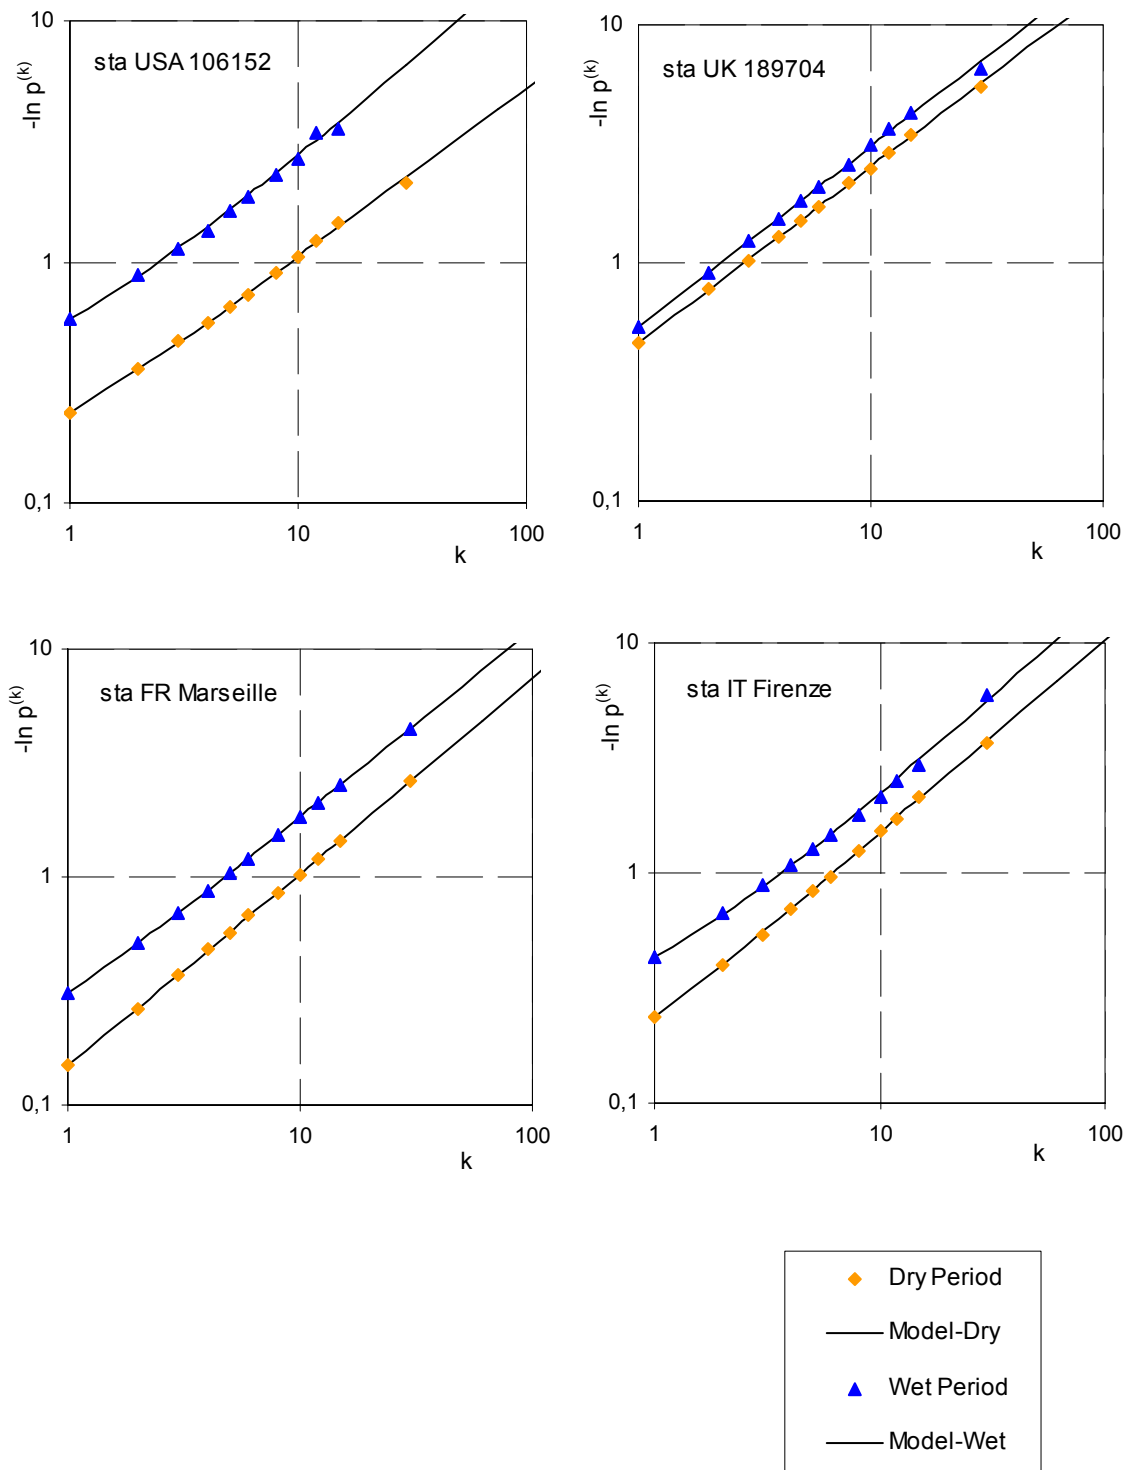 10
sta USA 106152
-ln p(k)
1
0,1
1
10
100
k
10
sta UK 189704
-ln p(k)
1
0,1
1
10
100
k
10
sta FR Marseille
-ln p(k)
1
0,1
1
10
100
k
10
sta IT Firenze
-ln p(k)
1
0,1
1
10
100
k
Dry Period
Model-Dry
Wet Period
Model-Wet